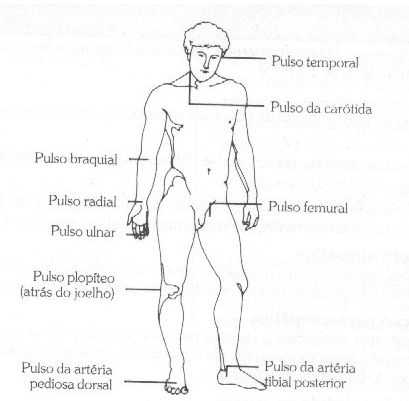 Pulso temporal
Pulso da carótida
Pulso braquial
Pulso radial
Pulso femural
Pulso ulnar
Pulso plopíteo
(atrás do joelho)
Pulso da artéria
pediosa dorsal
Pulso da artéria
tibial posterior